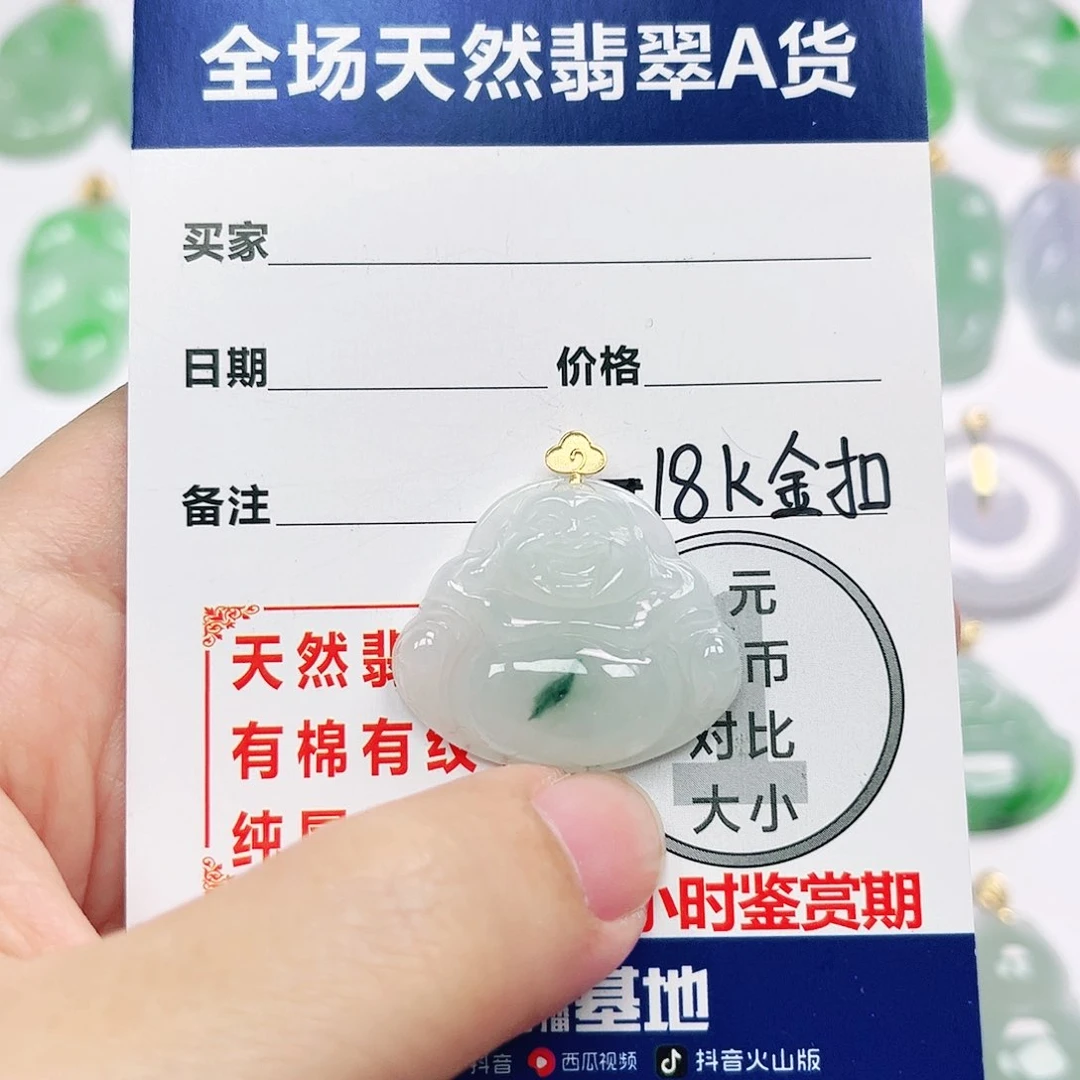 全场天然翡翠A货
买家
日期 价格
备注 18K金扣
天然翡
有棉有纹
纯
元
币
对比
大小
小时鉴赏期
播基地
抖音 西瓜视频 抖音火山版